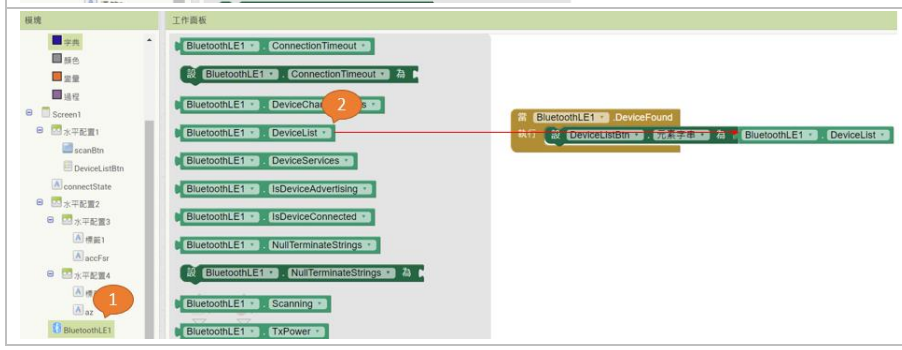 模塊
工作面板
字典
顏色
變量
過程
Screen1
水平配置1
scanBtn
DeviceListBtn
connectState
水平配置2
水平配置3
標籤1
accFsr
水平配置4
az
BluetoothLE1
1
BluetoothLE1 . ConnectionTimeout
設 BluetoothLE1 . ConnectionTimeout 為
BluetoothLE1 . DeviceCha s
2
BluetoothLE1 . DeviceList
BluetoothLE1 . DeviceServices
BluetoothLE1 . IsDeviceAdvertising
BluetoothLE1 . IsDeviceConnected
BluetoothLE1 . NullTerminateStrings
設 BluetoothLE1 . NullTerminateStrings 為
BluetoothLE1 . Scanning
BluetoothLE1 . TxPower
當 BluetoothLE1 .DeviceFound
執行 設 DeviceListBtn . 元素字串 為 BluetoothLE1 . DeviceList